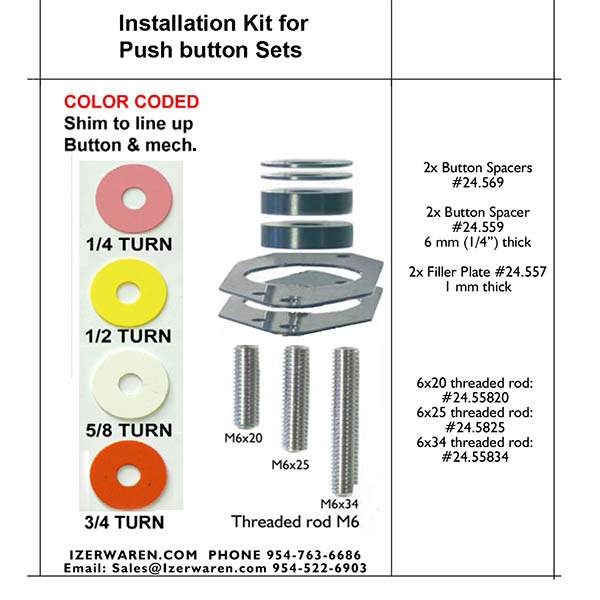 Installation Kit for
Push button Sets
COLOR CODED
Shim to line up
Button & mech.
1/4 TURN
1/2 TURN
5/8 TURN
3/4 TURN
M6x20
M6x25
M6x34
Threaded rod M6
2x Button Spacers
#24.569
2x Button Spacer
#24.559
6 mm (1/4”) thick
2x Filler Plate #24.557
1 mm thick
6x20 threaded rod:
#24.55820
6x25 threaded rod:
#24.5825
6x34 threaded rod:
#24.55834
IZERWAREN.COM PHONE 954-763-6686
Email: Sales@Izerwaren.com 954-522-6903